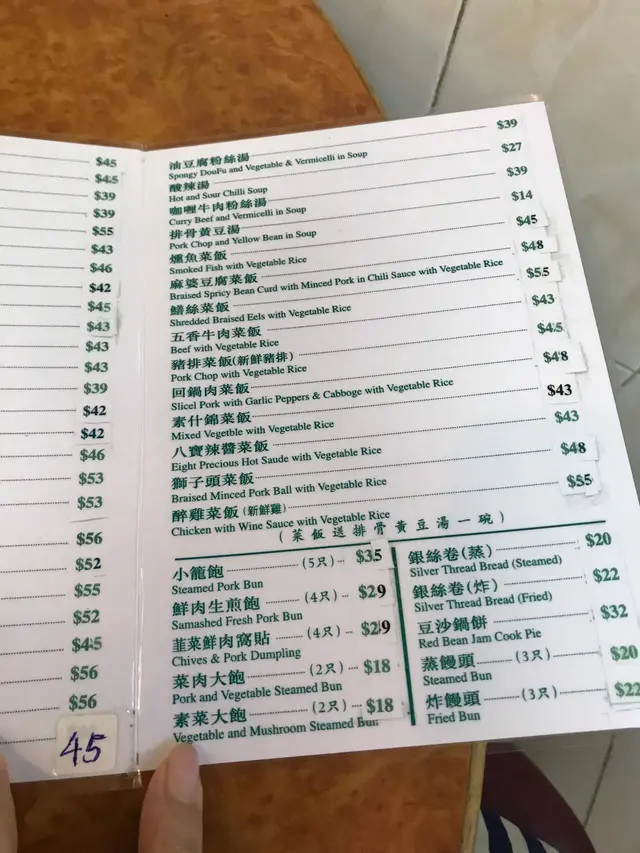 $45
$45
$39
$39
$55
$43
$46
$42
$45
$43
$43
$43
$39
$42
$42
$46
$53
$53
$56
$52
$55
$52
$45
$56
$56
45
油豆腐粉絲湯 $39
Spongy DouFu and Vegetable & Vermicelli in Soup
酸辣湯 $27
Hot and Sour Chilli Soup
咖喱牛肉粉絲湯 $39
Curry Beef and Vermicelli in Soup
排骨黃豆湯 $14
Pork Chop and Yellow Bean in Soup
燻魚菜飯 $45
Smoked Fish with Vegetable Rice
麻婆豆腐菜飯 $48
Braised Spricy Bean Curd with Minced Pork in Chili Sauce with Vegetable Rice
鱔絲菜飯 $55
Shredded Braised Eels with Vegetable Rice
五香牛肉菜飯 $43
Beef with Vegetable Rice
豬排菜飯(新鮮豬排) $45
Pork Chop with Vegetable Rice
回鍋肉菜飯 $48
Slicel Pork with Garlic Peppers & Cabboge with Vegetable Rice
素什錦菜飯 $43
Mixed Vegetble with Vegetable Rice
八寶辣醬菜飯 $43
Eight Precious Hot Saude with Vegetable Rice
獅子頭菜飯 $48
Braised Minced Pork Ball with Vegetable Rice
醉雞菜飯(新鮮雞) $55
Chicken with Wine Sauce with Vegetable Rice
(菜飯送排骨黃豆湯一碗)
小籠飽 (5只) $35
Steamed Pork Bun
鮮肉生煎飽 (4只) $29
Samashed Fresh Pork Bun
韮菜鮮肉窩貼 (4只) $29
Chives & Pork Dumpling
菜肉大飽 (2只) $18
Pork and Vegetable Steamed Bun
素菜大飽 (2只) $18
Vegetable and Mushroom Steamed Bun
銀絲卷(蒸) $20
Silver Thread Bread (Steamed)
銀絲卷(炸) $22
Silver Thread Bread (Fried)
豆沙鍋餅 $32
Red Bean Jam Cook Pie
蒸饅頭 (3只) $20
Steamed Bun
炸饅頭 (3只) $22
Fried Bun